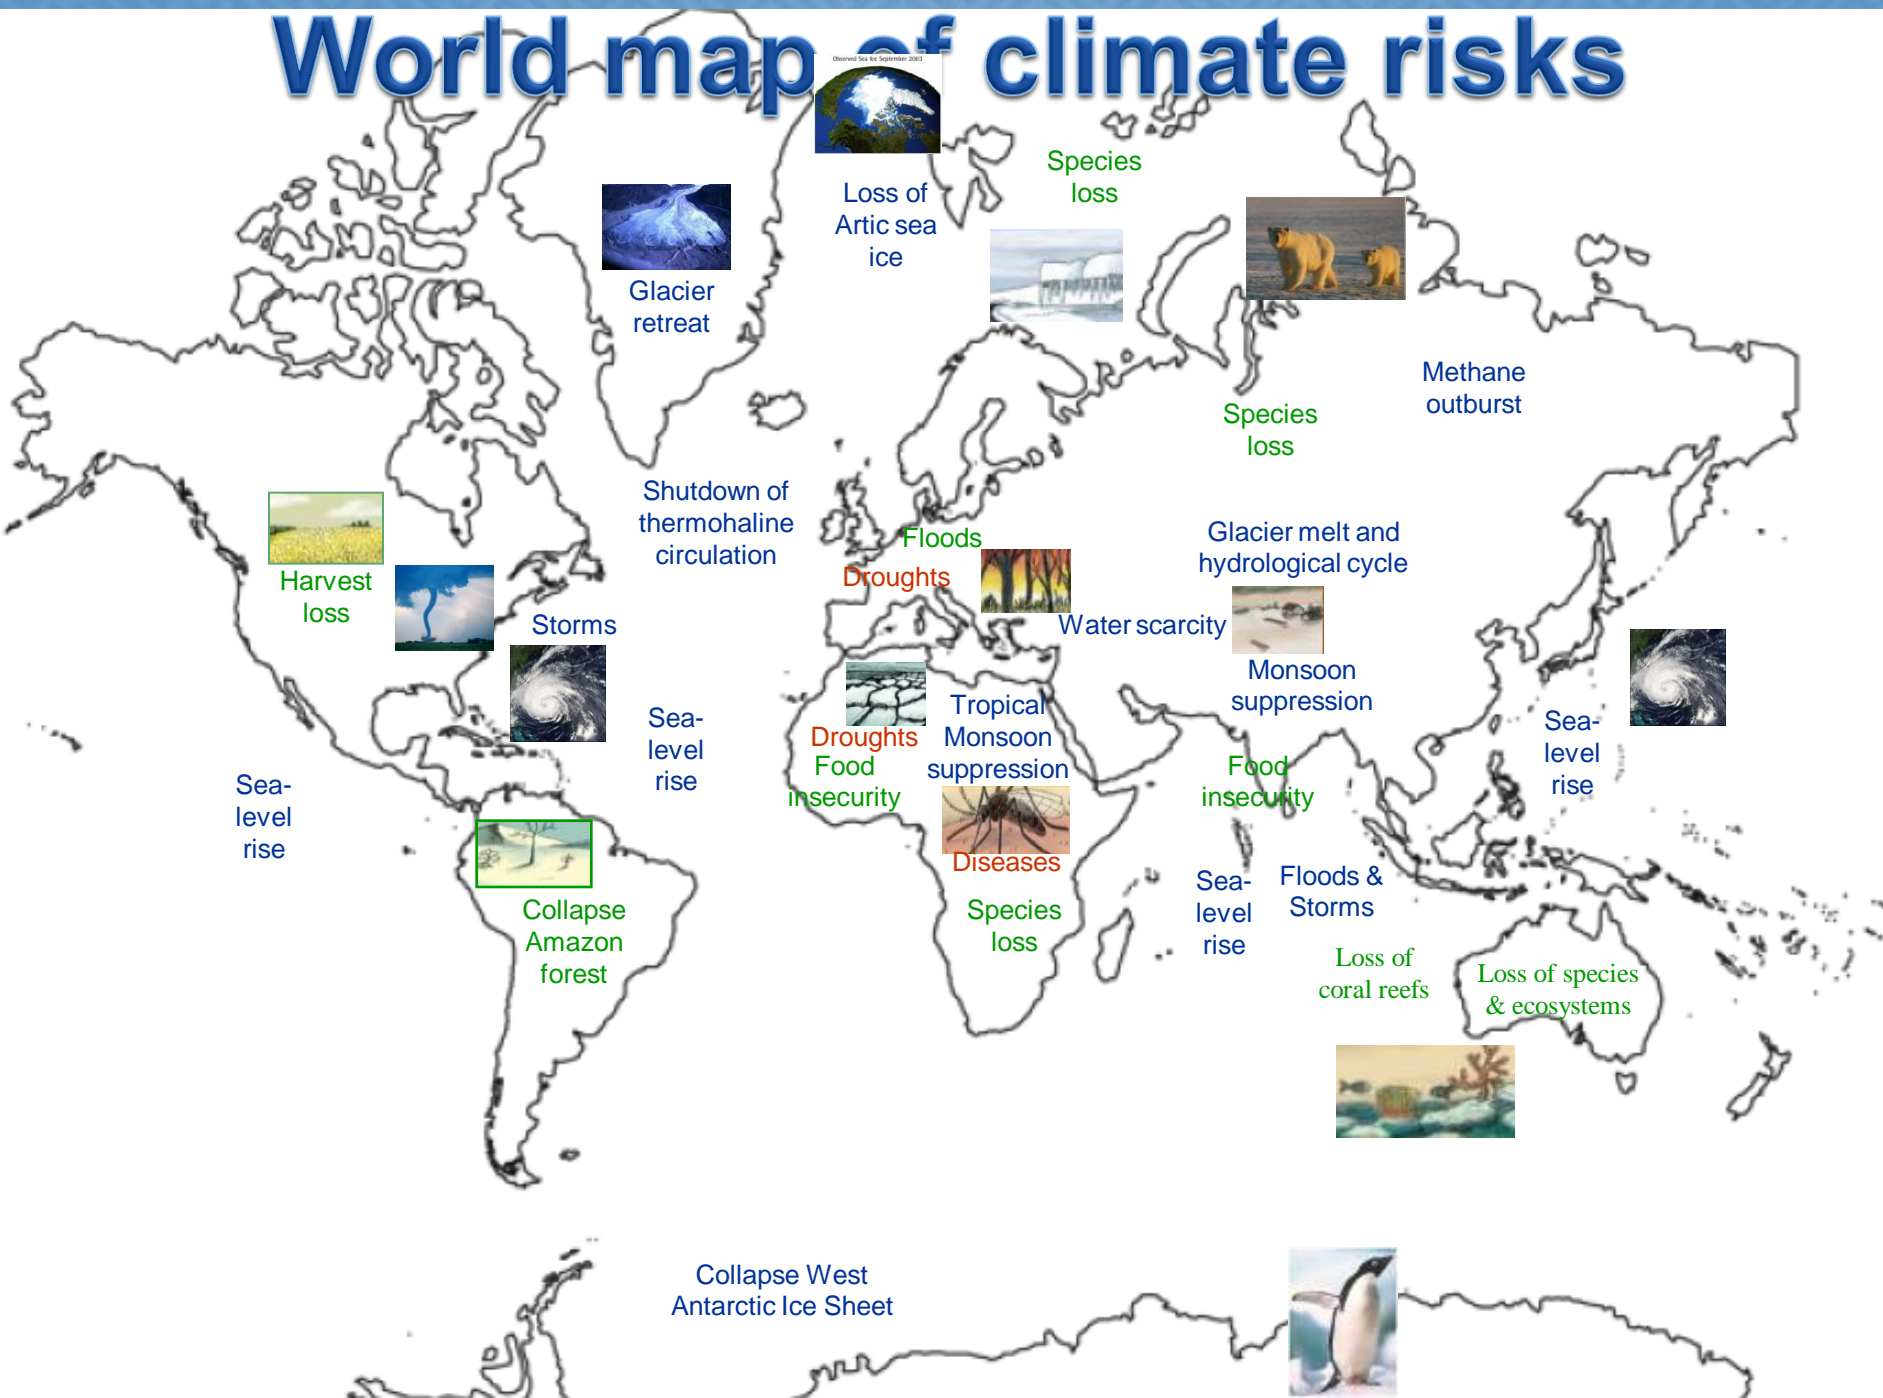 World map of climate risks
Observed Sea Ice September 2003
Species
loss
Loss of
Artic sea
ice
Glacier
retreat
Methane
outburst
Species
loss
Shutdown of
thermohaline
circulation
Floods
Droughts
Glacier melt and
hydrological cycle
Harvest
loss
Storms
Water scarcity
Monsoon
suppression
Sea-
level
rise
Tropical
Monsoon
suppression
Droughts
Food
insecurity
Food
insecurity
Sea-
level
rise
Sea-
level
rise
Diseases
Species
loss
Sea-
level
rise
Floods &
Storms
Collapse
Amazon
forest
Loss of
coral reefs
Loss of species
& ecosystems
Collapse West
Antarctic Ice Sheet